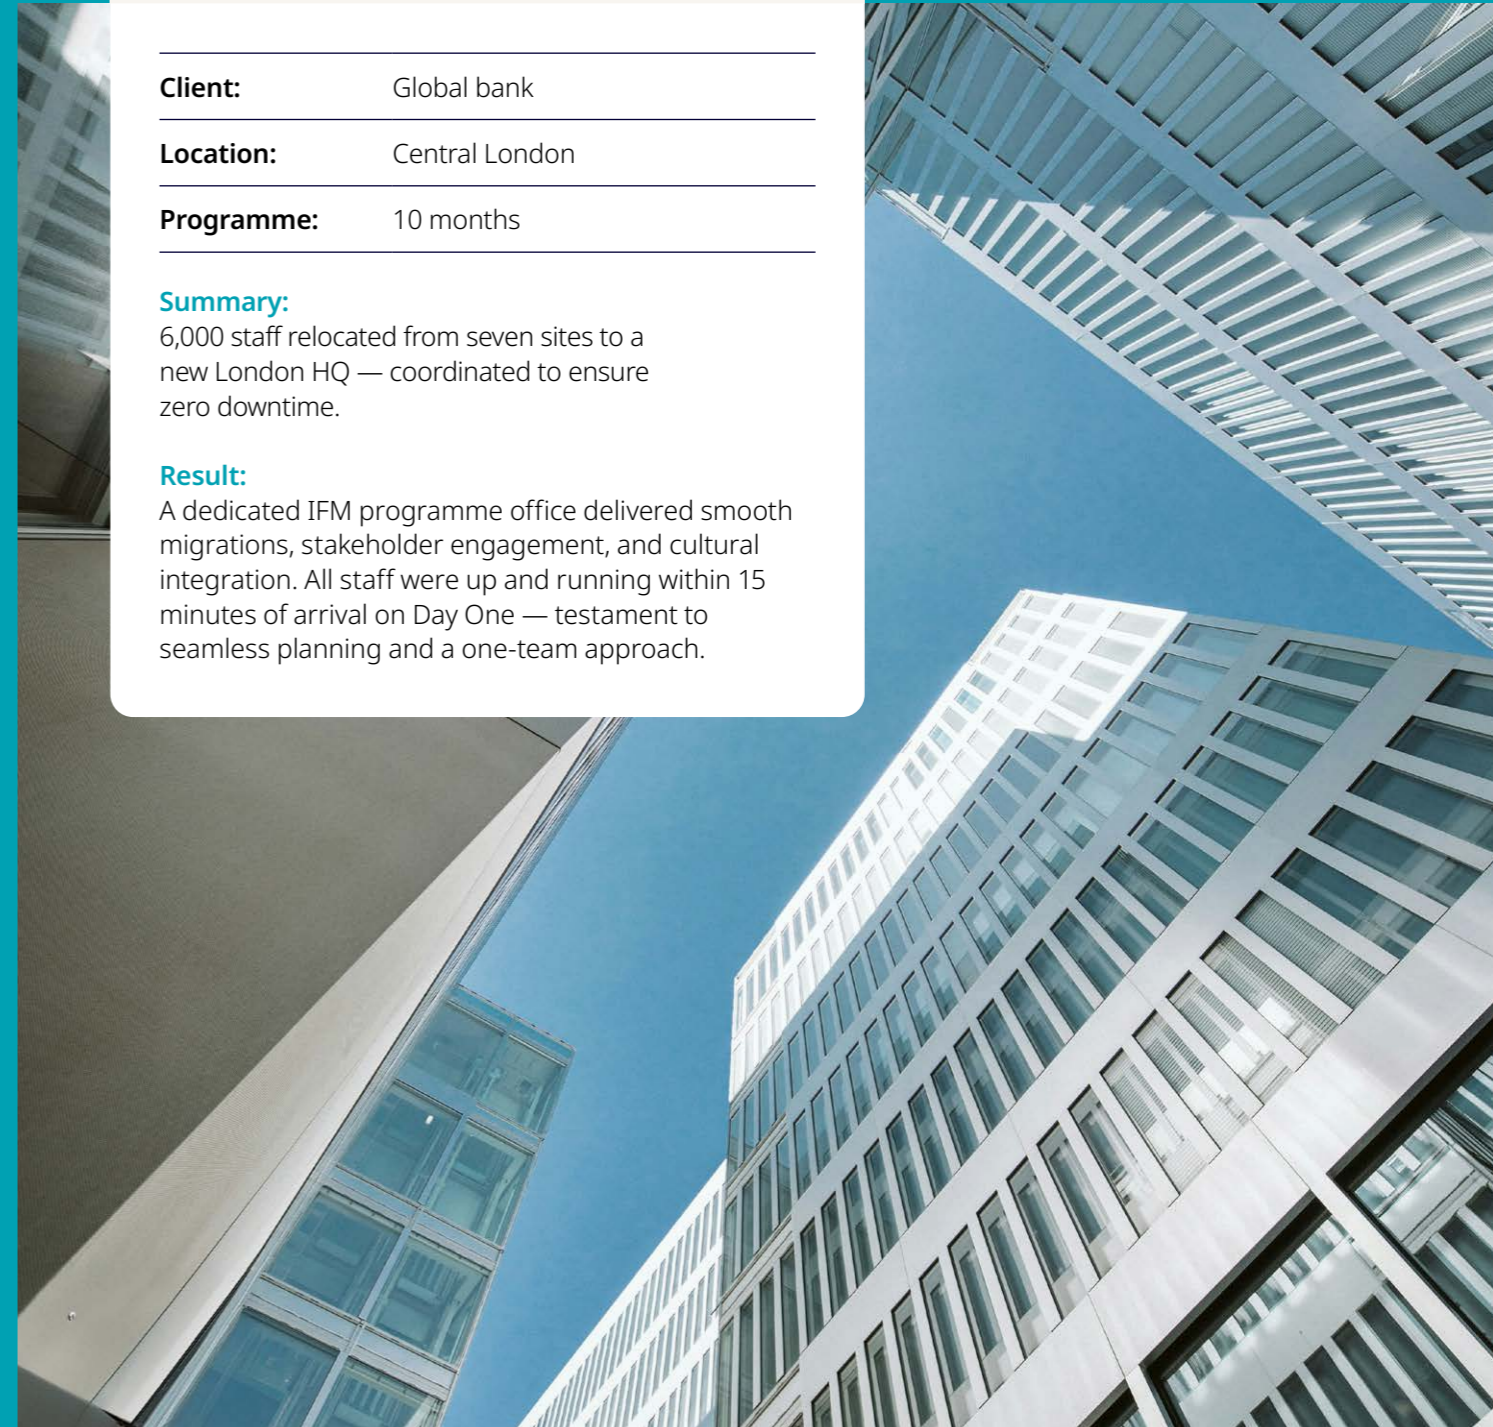 Client: Global bank
Location: Central London
Programme: 10 months
Summary:
6,000 staff relocated from seven sites to a
new London HQ — coordinated to ensure
zero downtime.
Result:
A dedicated IFM programme office delivered smooth
migrations, stakeholder engagement, and cultural
integration. All staff were up and running within 15
minutes of arrival on Day One — testament to
seamless planning and a one-team approach.